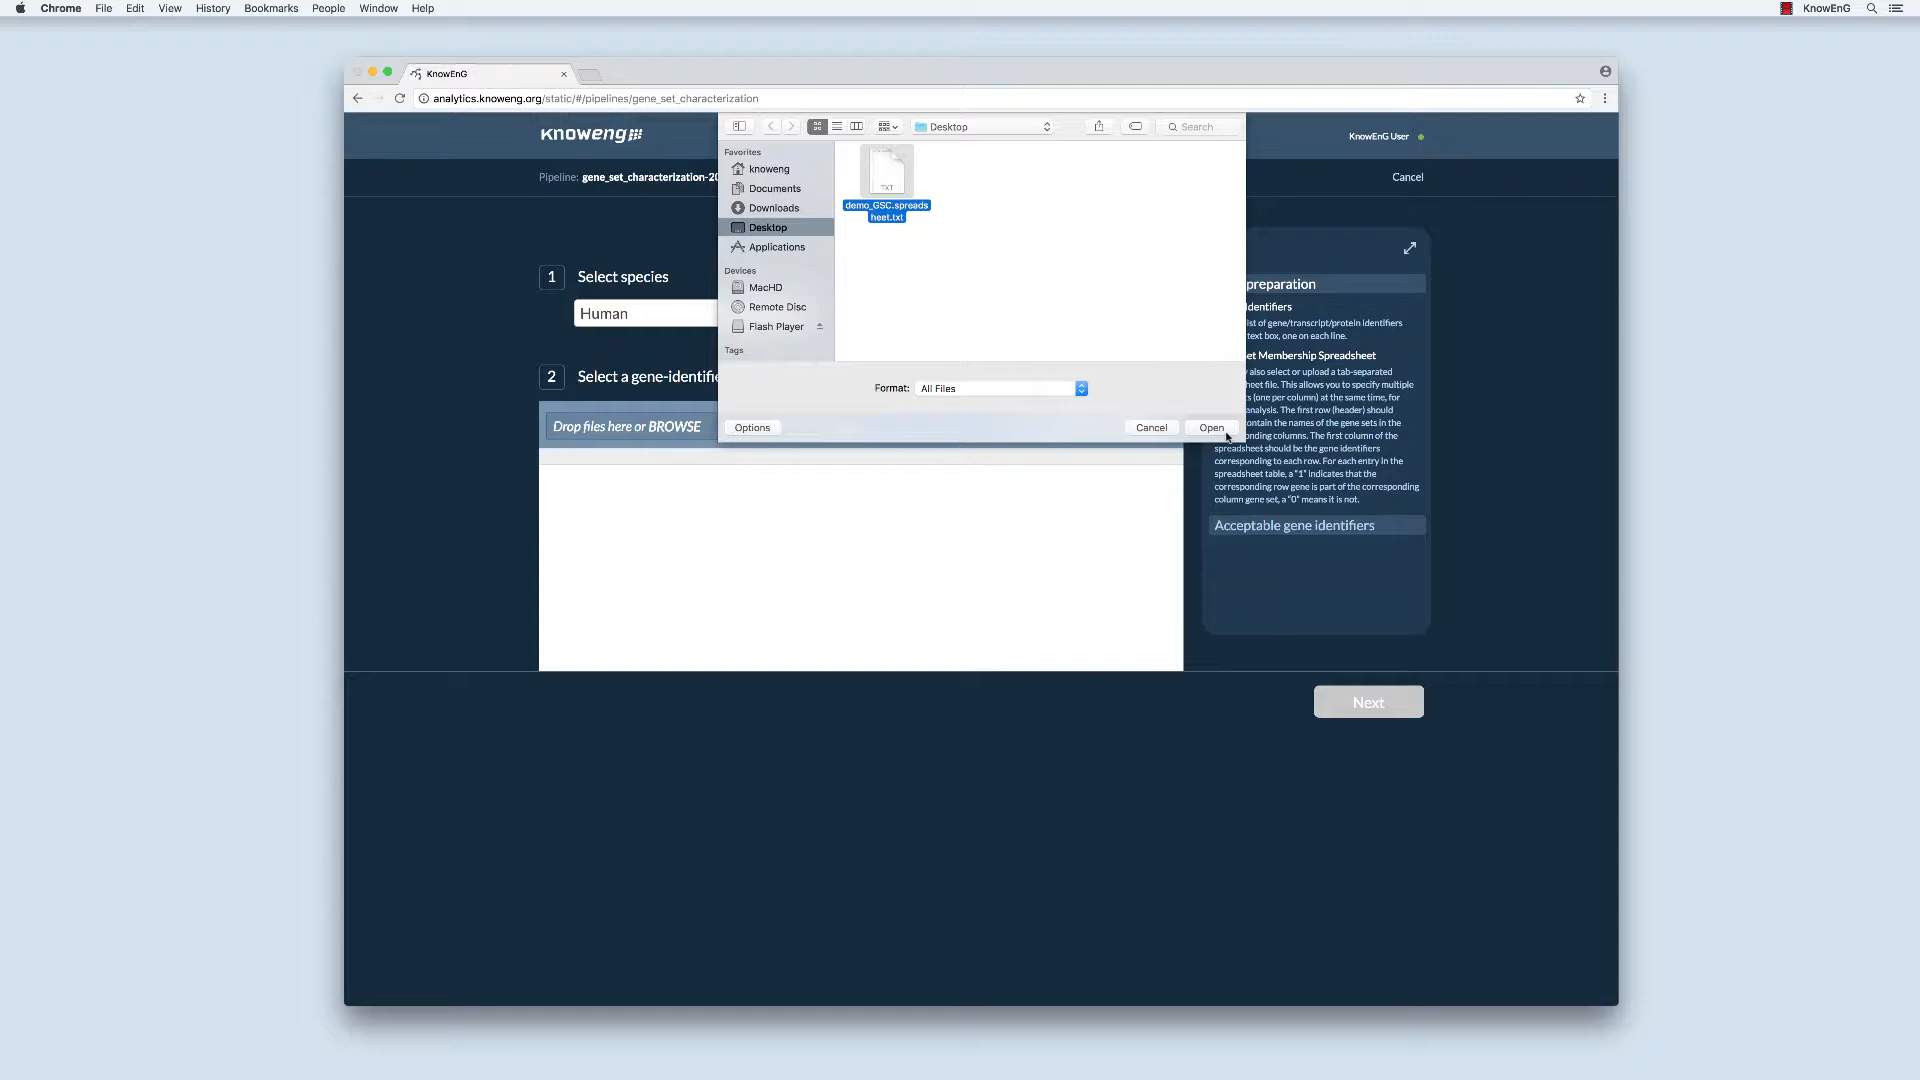 Chrome File Edit View History Bookmarks People Window Help KnowEnG
KnowEnG
analytics.knoweng.org/static/#/pipelines/gene_set_characterization
knoweng
Desktop
Search
KnowEnG User
Pipeline: gene_set_characterization-20
Cancel
Favorites
knoweng
Documents
Downloads
Desktop
Applications
Devices
MacHD
Remote Disc
Flash Player
Tags
TXT
demo_GSC.spreads
heet.txt
Format: All Files
Options
Cancel
Open
1 Select species
Human
2 Select a gene-identifie
Drop files here or BROWSE
preparation
dentifiers
ist of gene/transcript/protein identifiers
text box, one on each line.
et Membership Spreadsheet
also select or upload a tab-separated
heet file. This allows you to specify multiple
s (one per column) at the same time, for
analysis. The first row (header) should
contain the names of the gene sets in the
onding columns. The first column of the
spreadsheet should be the gene identifiers
corresponding to each row. For each entry in the
spreadsheet table, a "1" indicates that the
corresponding row gene is part of the corresponding
column gene set, a "0" means it is not.
Acceptable gene identifiers
Next